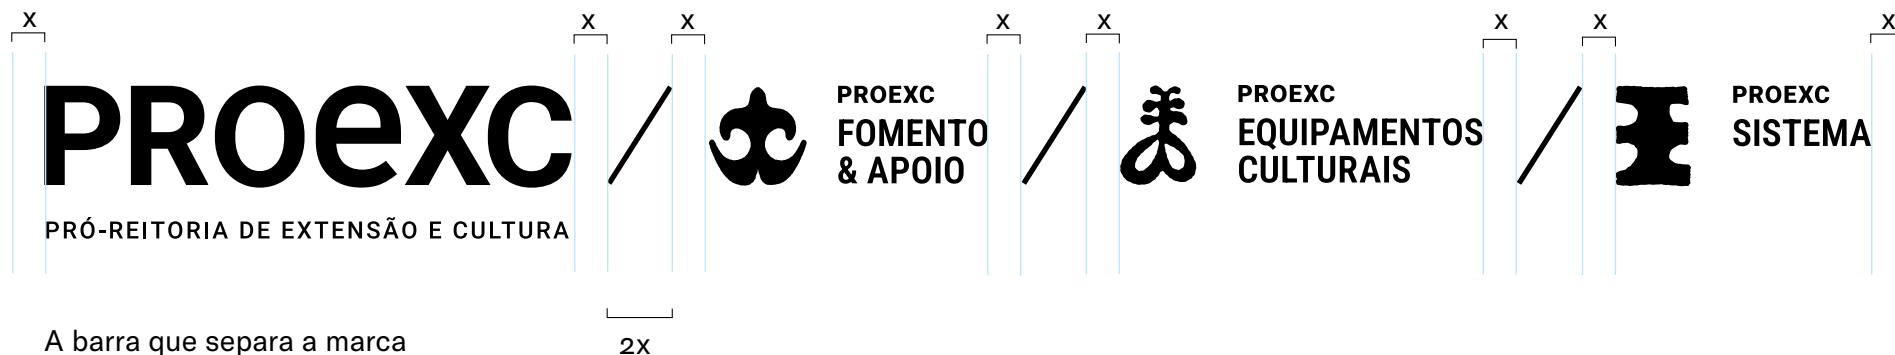 x x x x x x x x
PROexC
PRÓ-REITORIA DE EXTENSÃO E CULTURA
PROEXC
FOMENTO
& APOIO
PROEXC
EQUIPAMENTOS
CULTURAIS
PROEXC
SISTEMA
A barra que separa a marca
2x